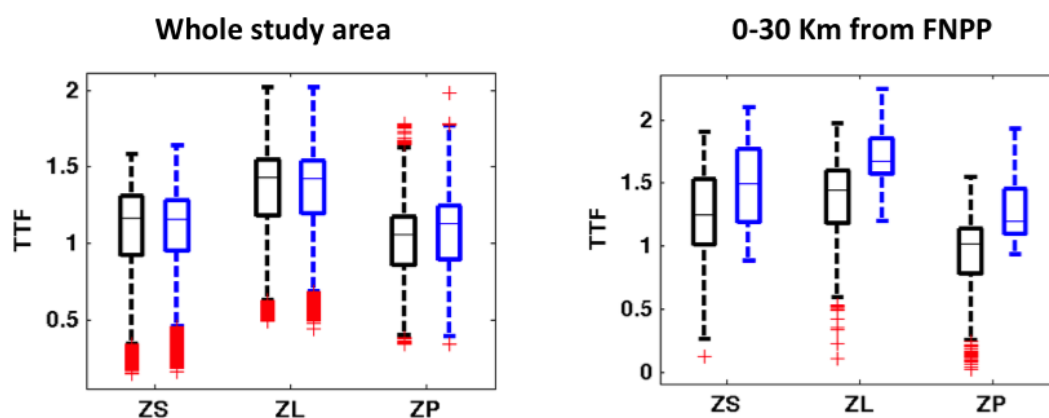 Whole study area
TTF
2
1.5
1
0.5
ZS ZL ZP
0-30 Km from FNPP
TTF
2
1.5
1
0.5
0
ZS ZL ZP